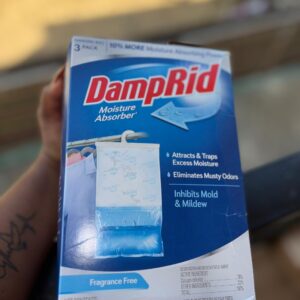 3 PACK
10% MORE Moisture Absorbing Power
DampRid
Moisture
Absorber
Attracts & Traps
Excess Moisture
Eliminates Musty Odors
Inhibits Mold
& Mildew
Fragrance Free